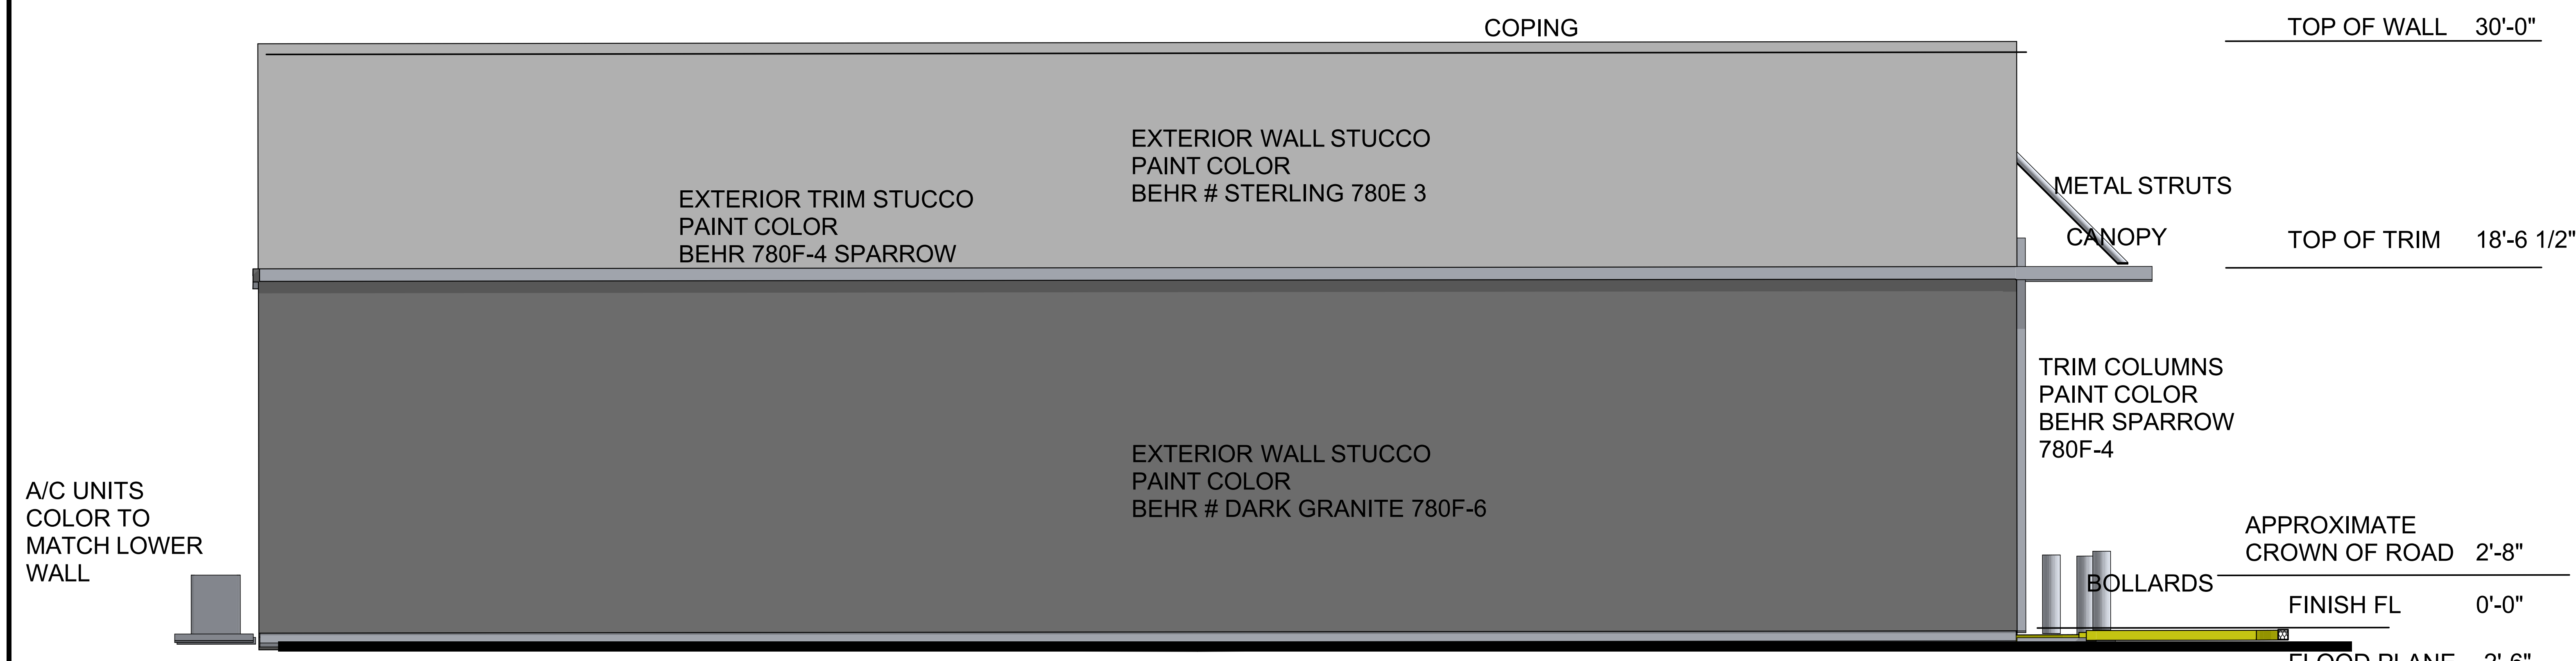 COPING
TOP OF WALL 30'-0"
EXTERIOR WALL STUCCO
PAINT COLOR
BEHR # STERLING 780E 3
EXTERIOR TRIM STUCCO
PAINT COLOR
BEHR 780F-4 SPARROW
METAL STRUTS
CANOPY
TOP OF TRIM 18'-6 1/2"
TRIM COLUMNS
PAINT COLOR
BEHR SPARROW
780F-4
EXTERIOR WALL STUCCO
PAINT COLOR
BEHR # DARK GRANITE 780F-6
A/C UNITS
COLOR TO
MATCH LOWER
WALL
APPROXIMATE
CROWN OF ROAD 2'-8"
BOLLARDS
FINISH FL 0'-0"
FLOOD PLANE